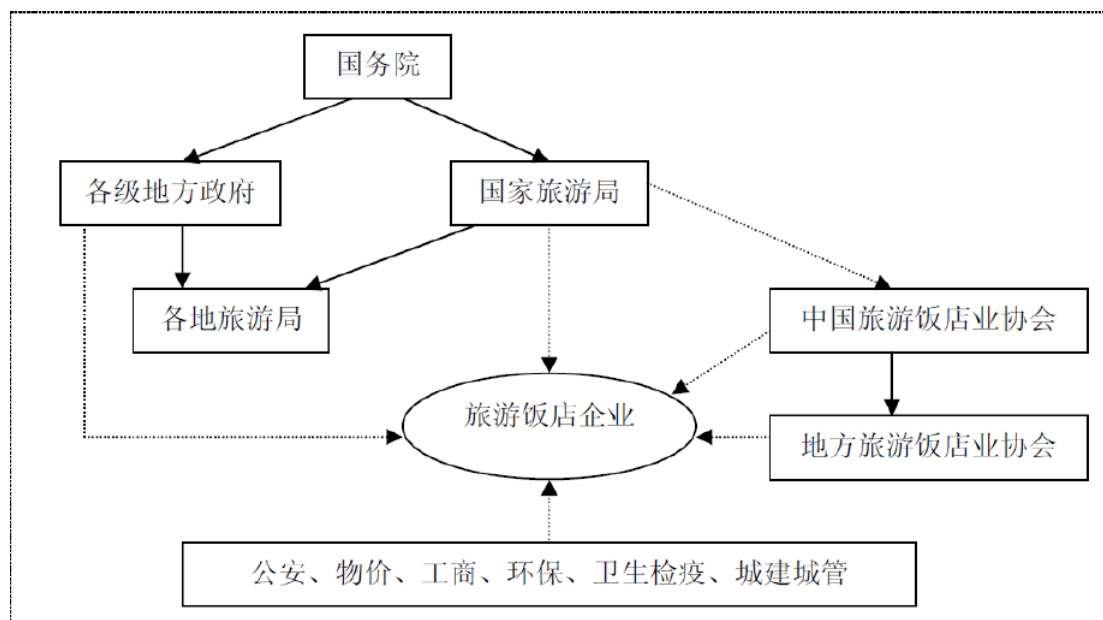 国务院
各级地方政府
国家旅游局
各地旅游局
中国旅游饭店业协会
旅游饭店企业
地方旅游饭店业协会
公安、物价、工商、环保、卫生检疫、城建城管